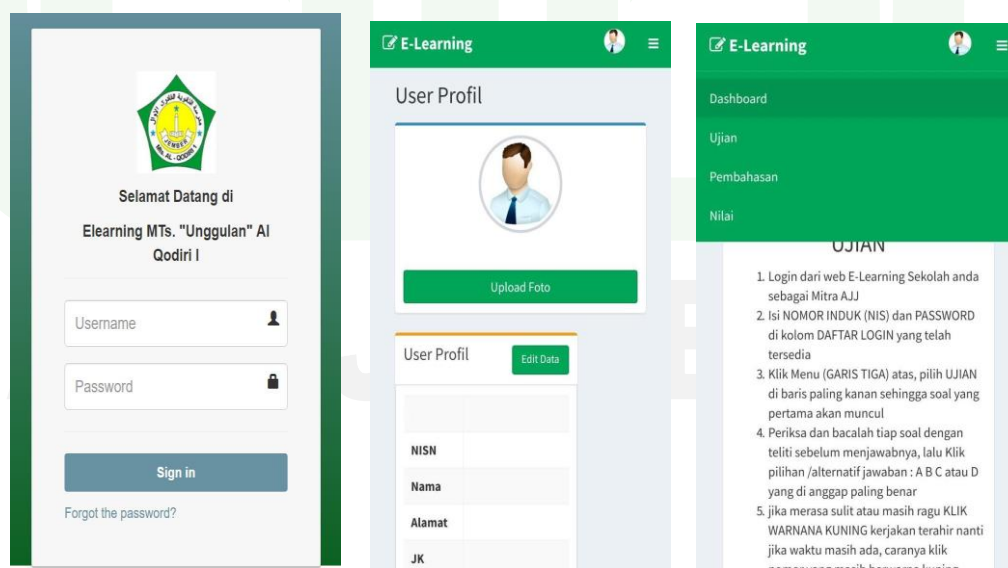 JEMBER
Selamat Datang di
Elearning MTs. "Unggulan" Al
Qodiri I
Username
Password
Sign in
Forgot the password?
E-Learning
User Profil
Upload Foto
User Profil
Edit Data
NISN
Nama
Alamat
JK
E-Learning
Dashboard
Ujian
Pembahasan
Nilai
UJIAN
1. Login dari web E-Learning Sekolah anda
sebagai Mitra AJJ
2. Isi NOMOR INDUK (NIS) dan PASSWORD
di kolom DAFTAR LOGIN yang telah
tersedia
3. Klik Menu (GARIS TIGA) atas, pilih UJIAN
di baris paling kanan sehingga soal yang
pertama akan muncul
4. Periksa dan bacalah tiap soal dengan
teliti sebelum menjawabnya, lalu Klik
pilihan /alternatif jawaban : A B C atau D
yang di anggap paling benar
5. jika merasa sulit atau masih ragu KLIK
WARNANA KUNING kerjakan terahir nanti
jika waktu masih ada, caranya klik